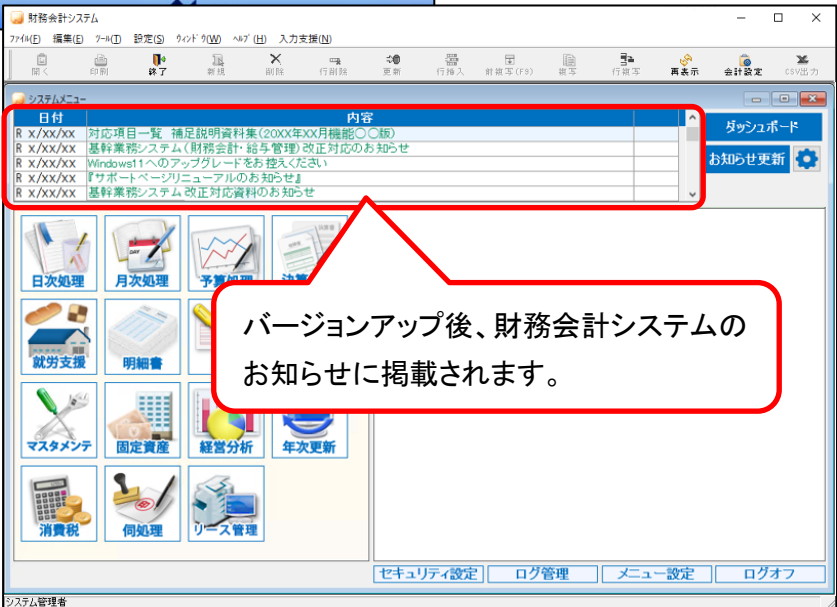 財務会計システム
ファイル(F) 編集(E) ツール(T) 設定(S) ウィンドウ(W) ヘルプ(H) 入力支援(N)
開く 印刷 終了 新規 削除 行削除 更新 行挿入 前複写(F9) 複写 行複写 再表示 会計設定 CSV出力
システムメニュー
日付 内容
R x/xx/xx 対応項目一覧 補足説明資料集(20XX年XX月機能〇〇版)
R x/xx/xx 基幹業務システム(財務会計・給与管理)改正対応のお知らせ
R x/xx/xx Windows11へのアップグレードをお控えください
R x/xx/xx 『サポートページリニューアルのお知らせ』
R x/xx/xx 基幹業務システム改正対応資料のお知らせ
ダッシュボード
お知らせ更新
日次処理 月次処理 予算処理
バージョンアップ後、財務会計システムの
お知らせに掲載されます。
就労支援 明細書
マスタメンテ 固定資産 経営分析 年次更新
消費税 伺処理 リース管理
セキュリティ設定 ログ管理 メニュー設定 ログオフ
システム管理者